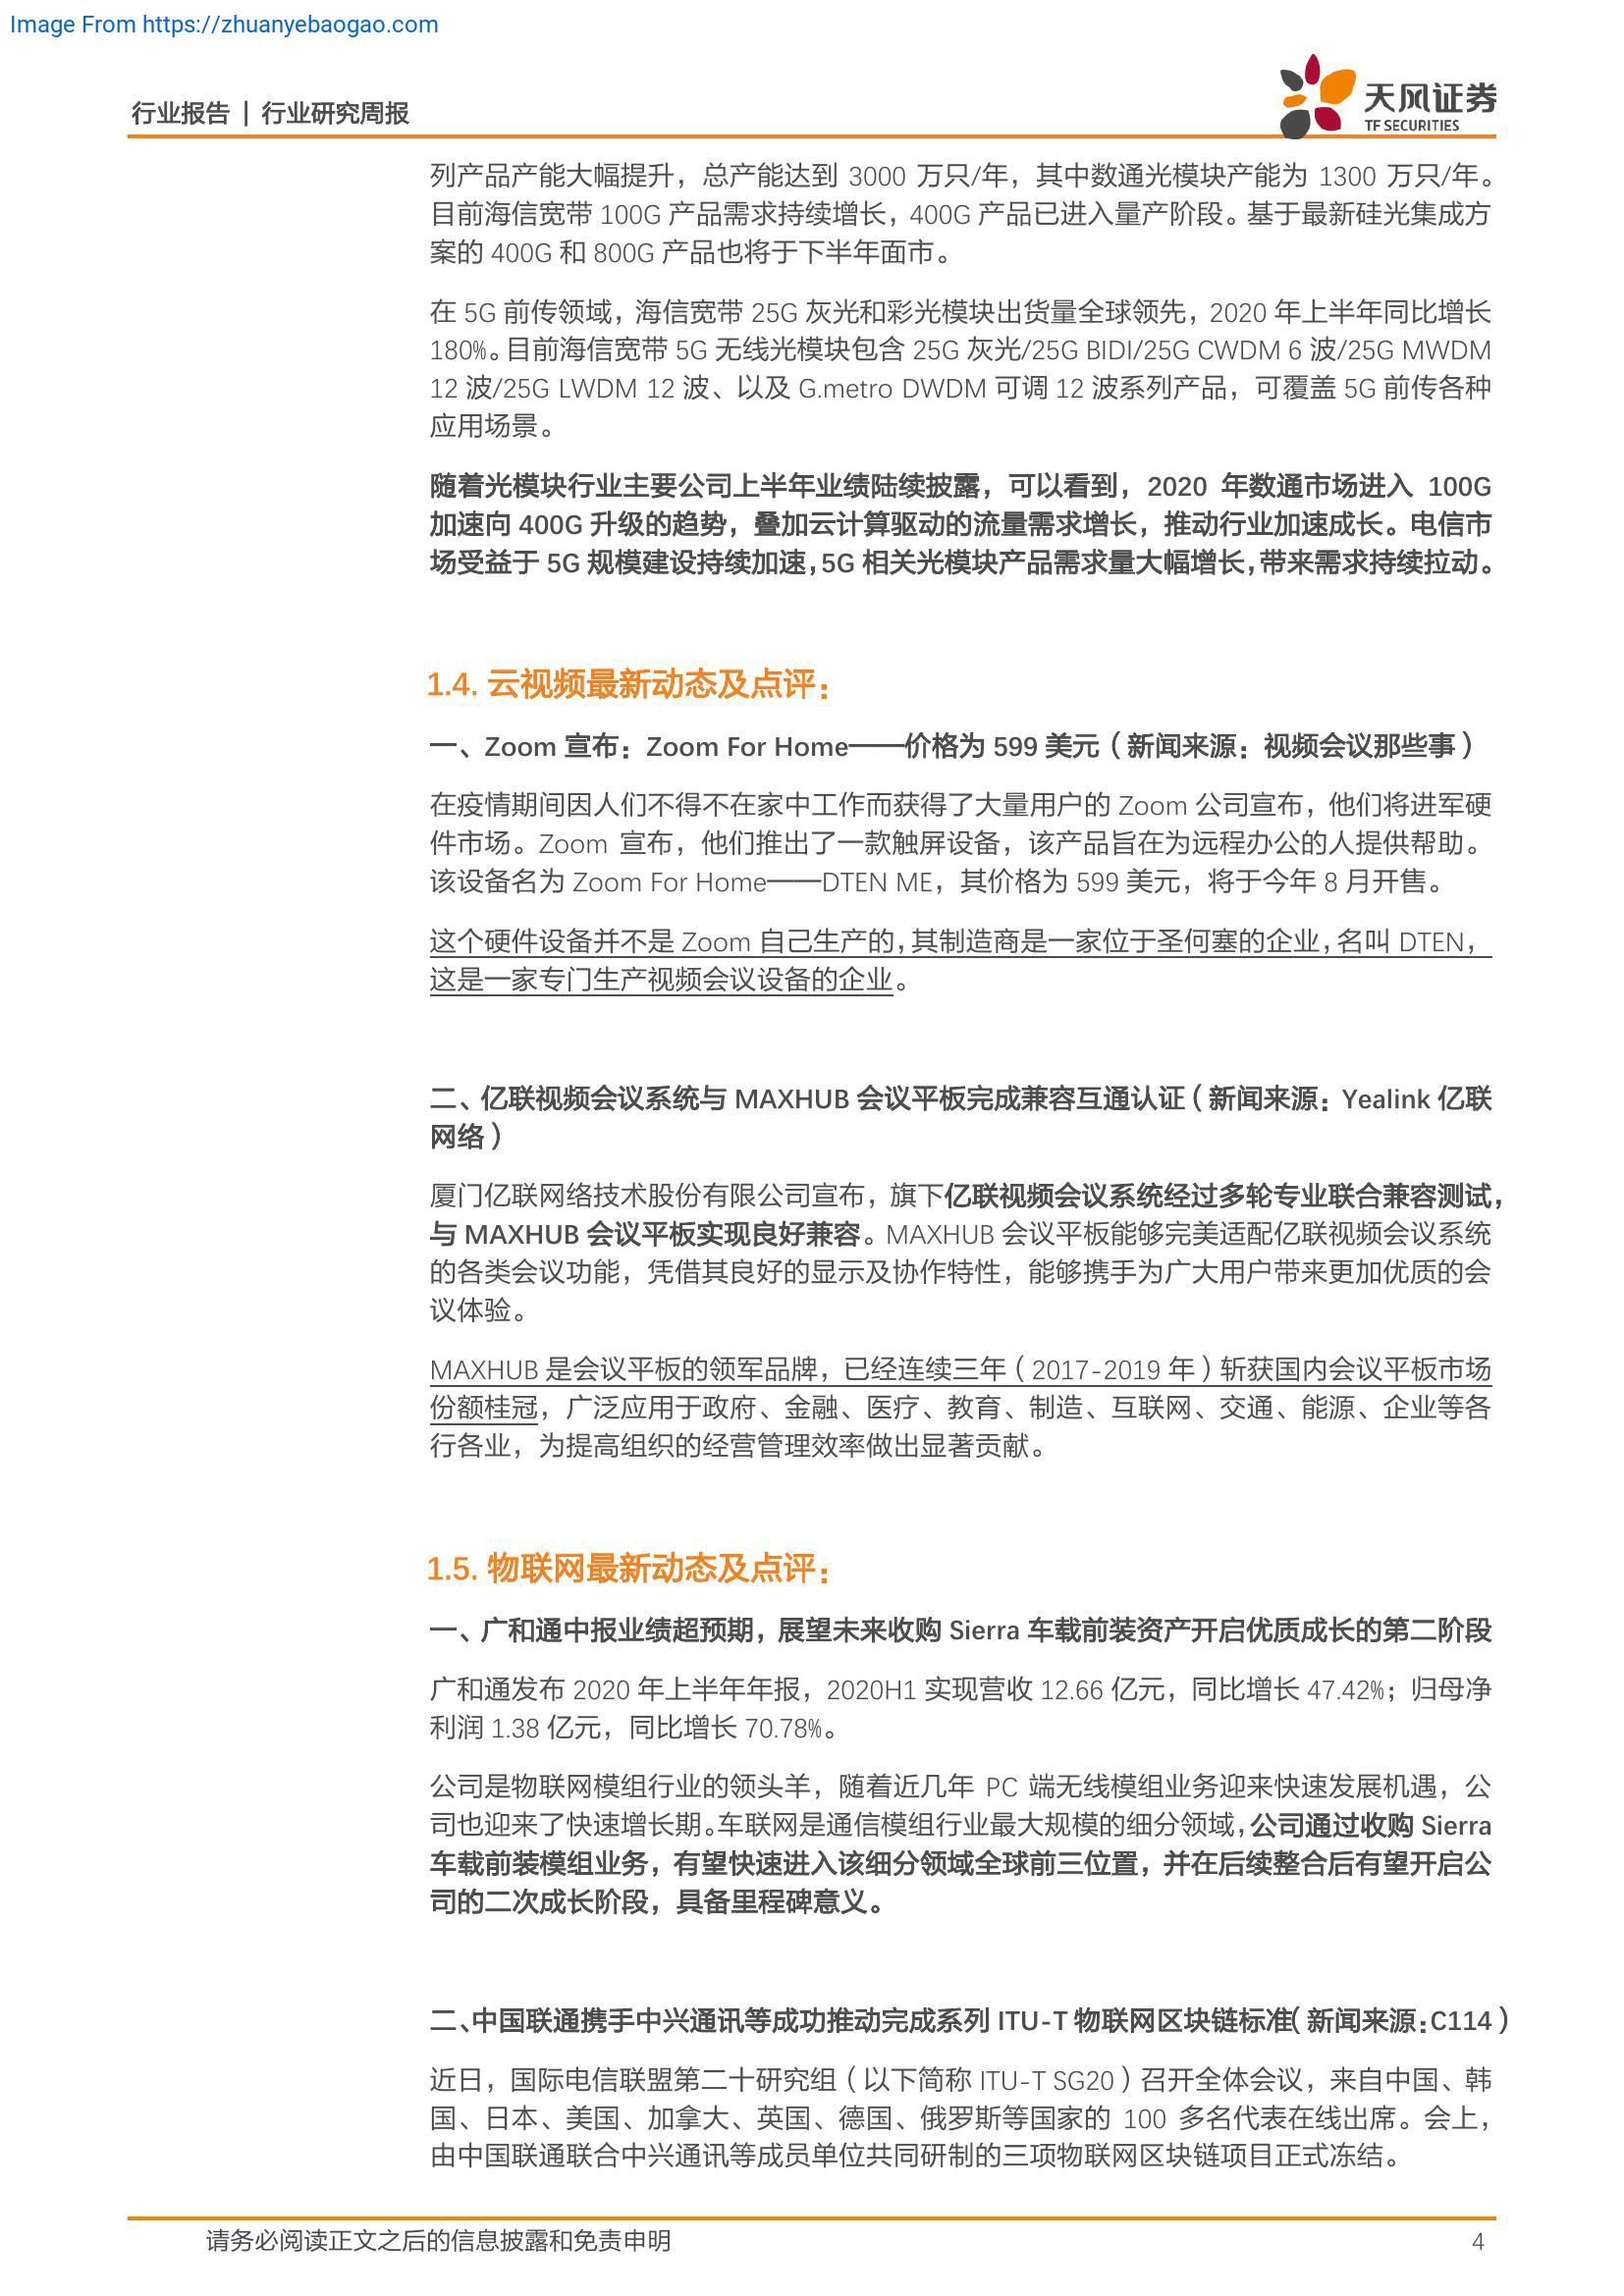 Image From https://zhuanyebaogao.com
行业报告 | 行业研究周报
天风证券
TF SECURITIES
列产品产能大幅提升，总产能达到 3000 万只/年，其中数通光模块产能为 1300 万只/年。
目前海信宽带 100G 产品需求持续增长，400G 产品已进入量产阶段。基于最新硅光集成方
案的 400G 和 800G 产品也将于下半年面市。
在 5G 前传领域，海信宽带 25G 灰光和彩光模块出货量全球领先，2020 年上半年同比增长
180%。目前海信宽带 5G 无线光模块包含 25G 灰光/25G BIDI/25G CWDM 6 波/25G MWDM
12 波/25G LWDM 12 波、以及 G.metro DWDM 可调 12 波系列产品，可覆盖 5G 前传各种
应用场景。
随着光模块行业主要公司上半年业绩陆续披露，可以看到，2020 年数通市场进入 100G
加速向 400G 升级的趋势，叠加云计算驱动的流量需求增长，推动行业加速成长。电信市
场受益于 5G 规模建设持续加速，5G 相关光模块产品需求量大幅增长，带来需求持续拉动。
1.4. 云视频最新动态及点评：
一、Zoom 宣布：Zoom For Home——价格为 599 美元（新闻来源：视频会议那些事）
在疫情期间因人们不得不在家中工作而获得了大量用户的 Zoom 公司宣布，他们将进军硬
件市场。Zoom 宣布，他们推出了一款触屏设备，该产品旨在为远程办公的人提供帮助。
该设备名为 Zoom For Home——DTEN ME，其价格为 599 美元，将于今年 8 月开售。
这个硬件设备并不是 Zoom 自己生产的，其制造商是一家位于圣何塞的企业，名叫 DTEN，
这是一家专门生产视频会议设备的企业。
二、亿联视频会议系统与 MAXHUB 会议平板完成兼容互通认证（新闻来源：Yealink 亿联
网络）
厦门亿联网络技术股份有限公司宣布，旗下亿联视频会议系统经过多轮专业联合兼容测试，
与 MAXHUB 会议平板实现良好兼容。MAXHUB 会议平板能够完美适配亿联视频会议系统
的各类会议功能，凭借其良好的显示及协作特性，能够携手为广大用户带来更加优质的会
议体验。
MAXHUB 是会议平板的领军品牌，已经连续三年（2017-2019 年）斩获国内会议平板市场
份额桂冠，广泛应用于政府、金融、医疗、教育、制造、互联网、交通、能源、企业等各
行各业，为提高组织的经营管理效率做出显著贡献。
1.5. 物联网最新动态及点评：
一、广和通中报业绩超预期，展望未来收购 Sierra 车载前装资产开启优质成长的第二阶段
广和通发布 2020 年上半年年报，2020H1 实现营收 12.66 亿元，同比增长 47.42%；归母净
利润 1.38 亿元，同比增长 70.78%。
公司是物联网模组行业的领头羊，随着近几年 PC 端无线模组业务迎来快速发展机遇，公
司也迎来了快速增长期。车联网是通信模组行业最大规模的细分领域，公司通过收购 Sierra
车载前装模组业务，有望快速进入该细分领域全球前三位置，并在后续整合后有望开启公
司的二次成长阶段，具备里程碑意义。
二、中国联通携手中兴通讯等成功推动完成系列 ITU-T 物联网区块链标准（新闻来源：C114）
近日，国际电信联盟第二十研究组（以下简称 ITU-T SG20）召开全体会议，来自中国、韩
国、日本、美国、加拿大、英国、德国、俄罗斯等国家的 100 多名代表在线出席。会上，
由中国联通联合中兴通讯等成员单位共同研制的三项物联网区块链项目正式冻结。
请务必阅读正文之后的信息披露和免责申明
4